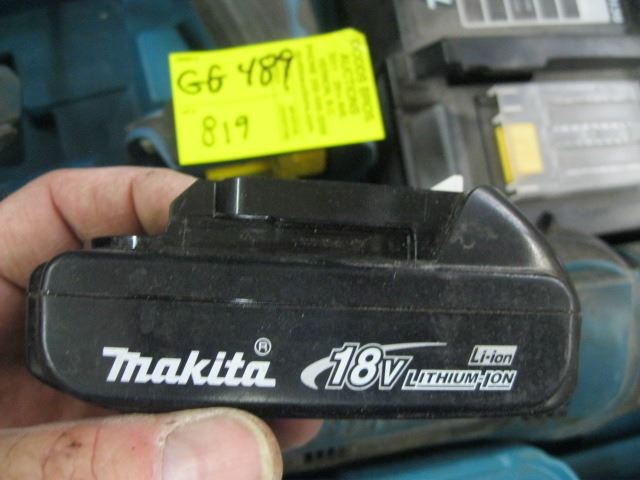 GG 489
819
makita®
18V
Li-ion
LITHIUM-ION